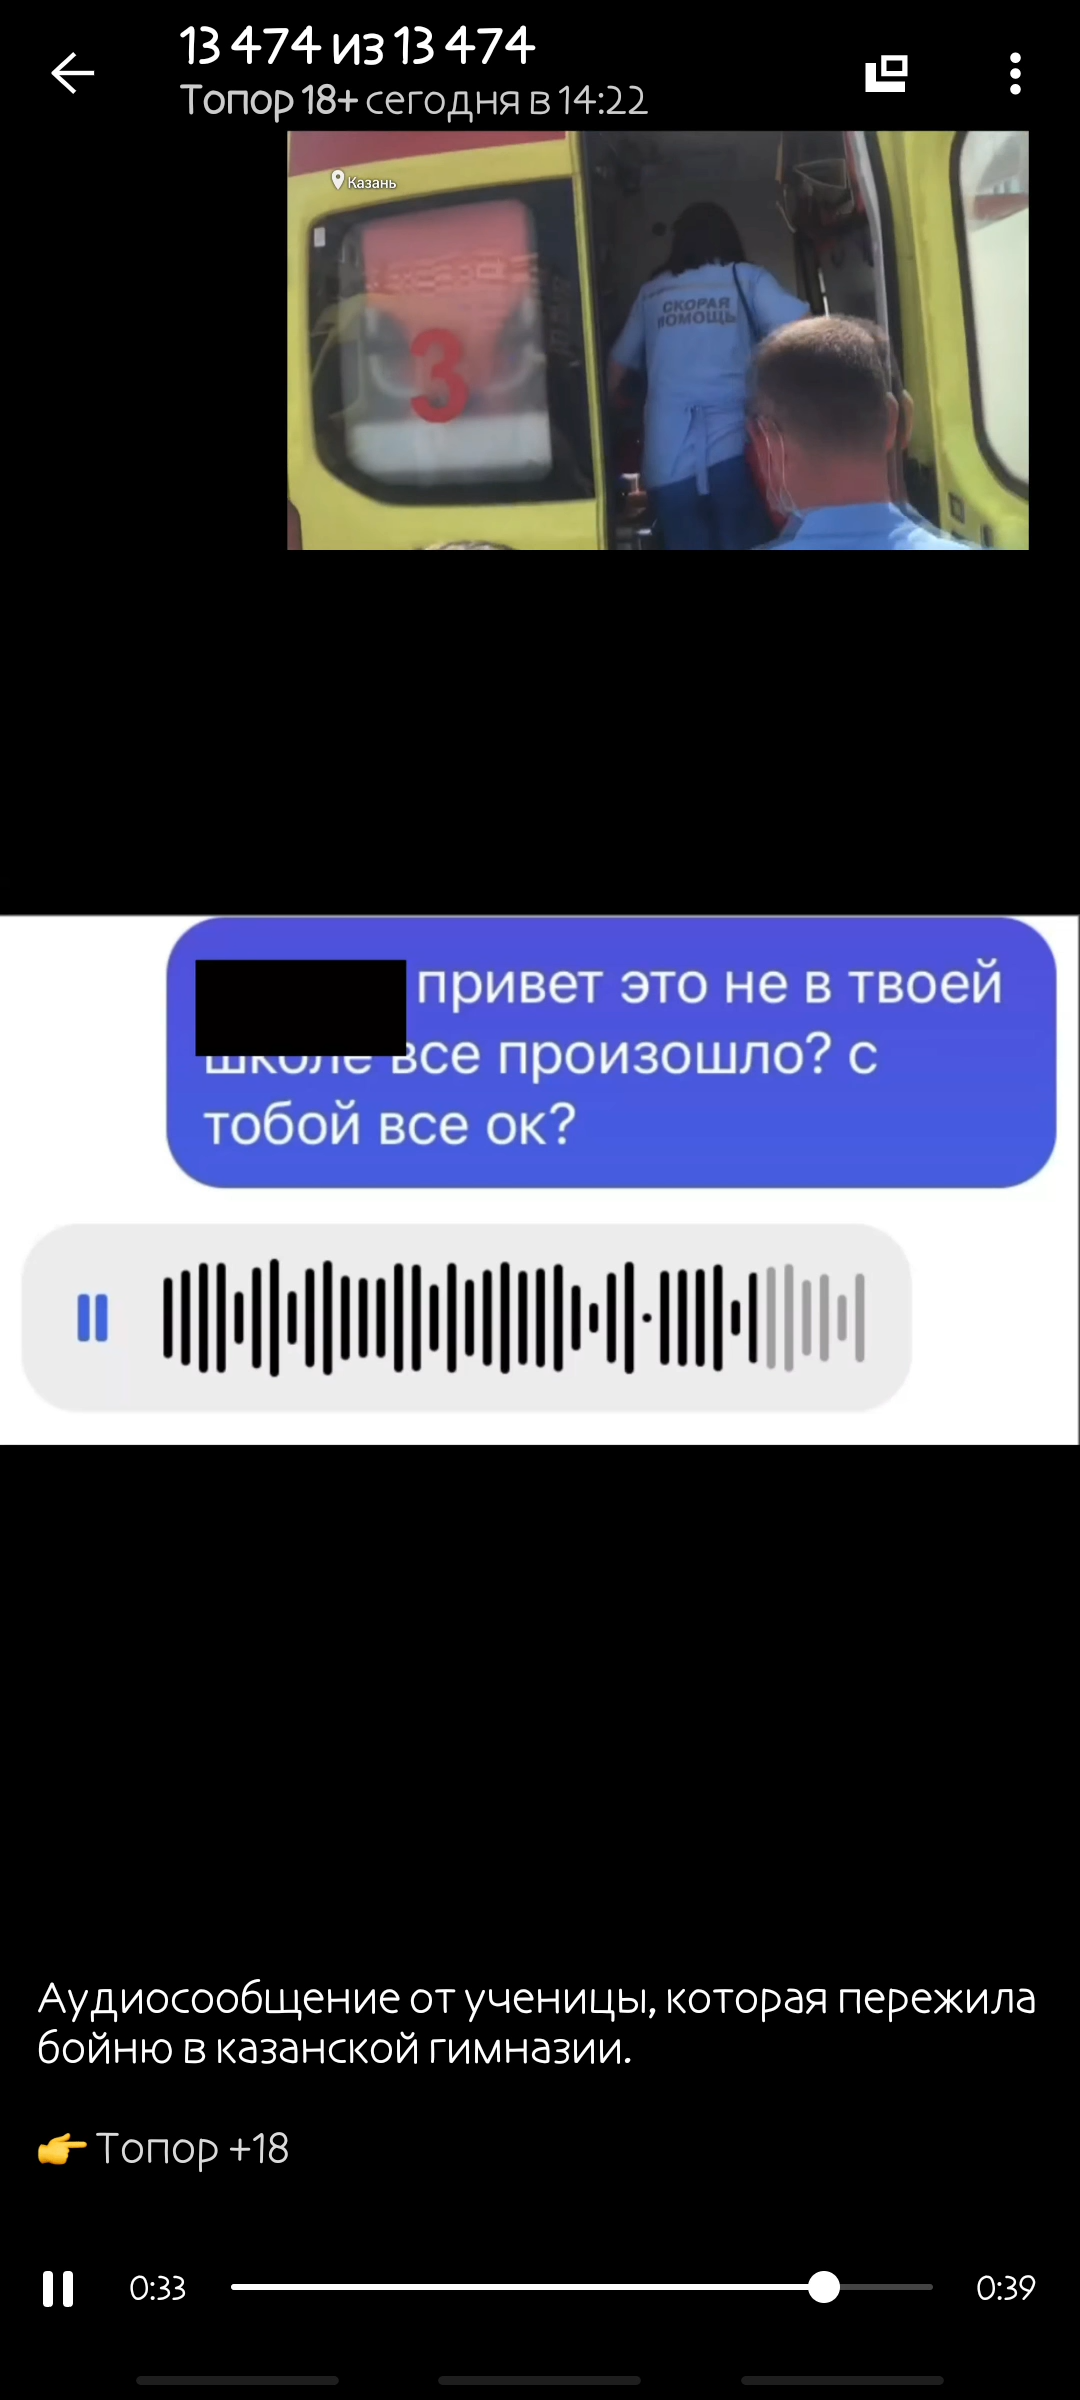 13 474 из 13 474
Топор 18+ сегодня в 14:22
Казань
3
СКОРАЯ
ПОМОЩЬ
привет это не в твоей
школе все произошло? с
тобой все ок?
Аудиосообщение от ученицы, которая пережила
бойню в казанской гимназии.
👉 Топор +18
0:33
0:39